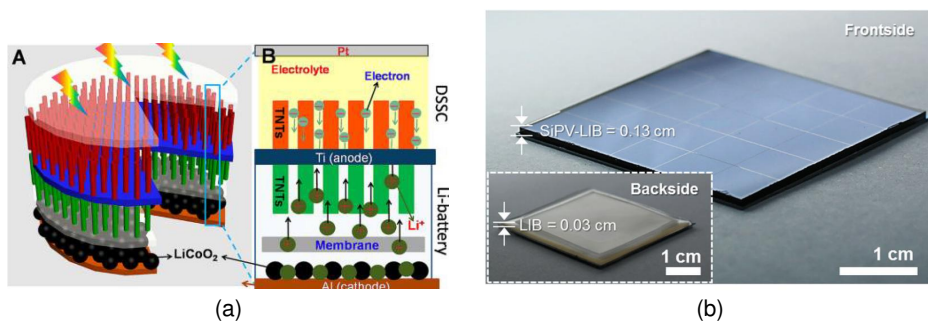 A
LiCoO2
B
Pt
Electrolyte
Electron
TNTs
Ti (anode)
TNTs
Li+
Membrane
Al (cathode)
DSSC
Li-battery
(a)
Frontside
SiPV-LIB = 0.13 cm
Backside
LIB = 0.03 cm
1 cm
1 cm
(b)